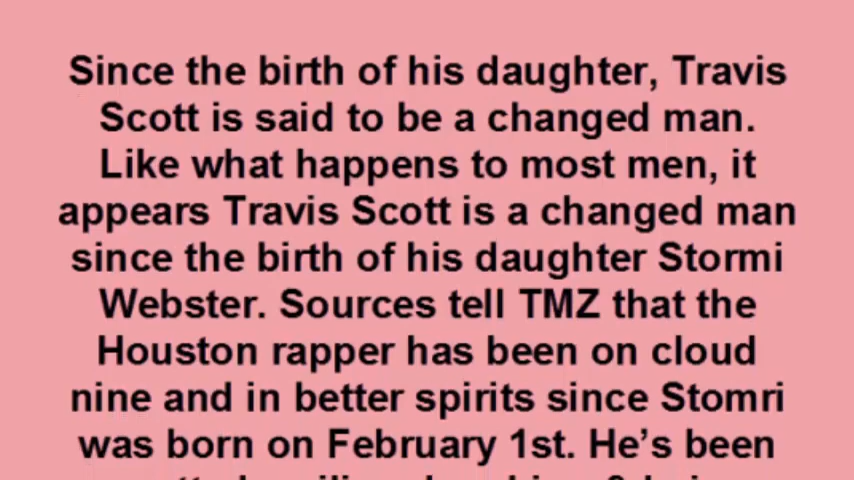 Since the birth of his daughter, Travis
Scott is said to be a changed man.
Like what happens to most men, it
appears Travis Scott is a changed man
since the birth of his daughter Stormi
Webster. Sources tell TMZ that the
Houston rapper has been on cloud
nine and in better spirits since Stomri
was born on February 1st. He’s been